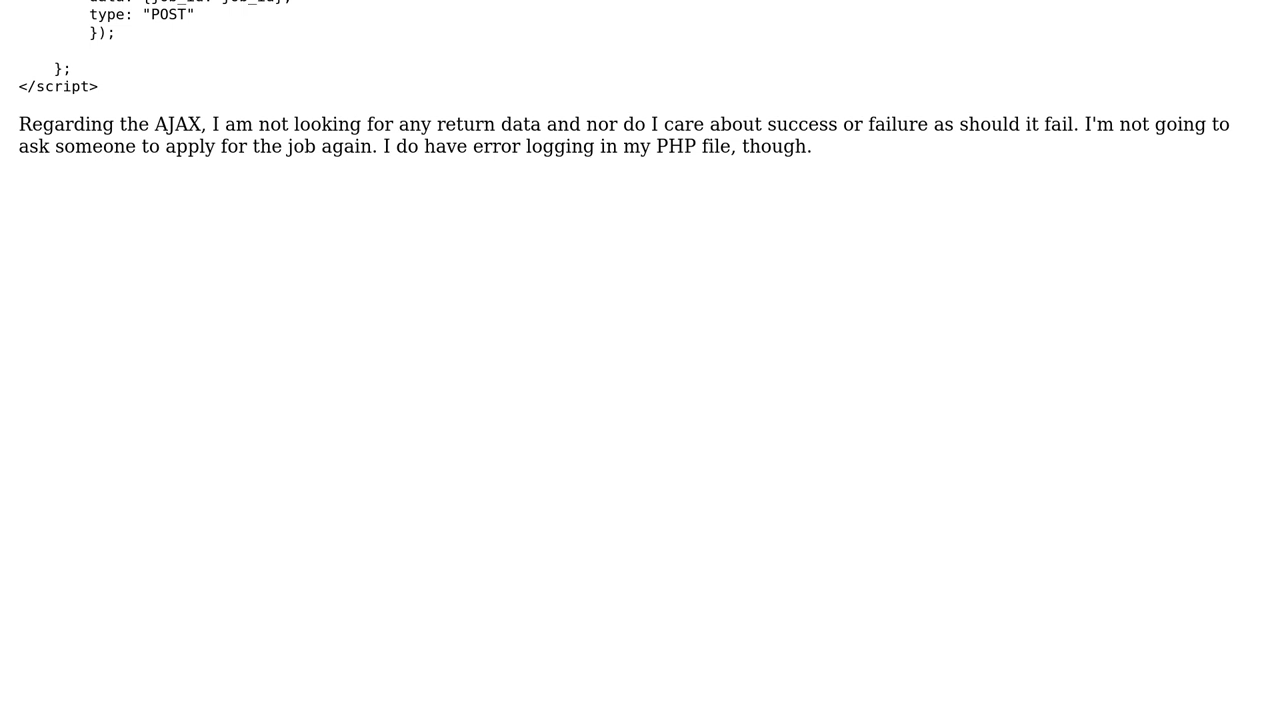 type: "POST"
});
};
</script>
Regarding the AJAX, I am not looking for any return data and nor do I care about success or failure as should it fail. I'm not going to
ask someone to apply for the job again. I do have error logging in my PHP file, though.